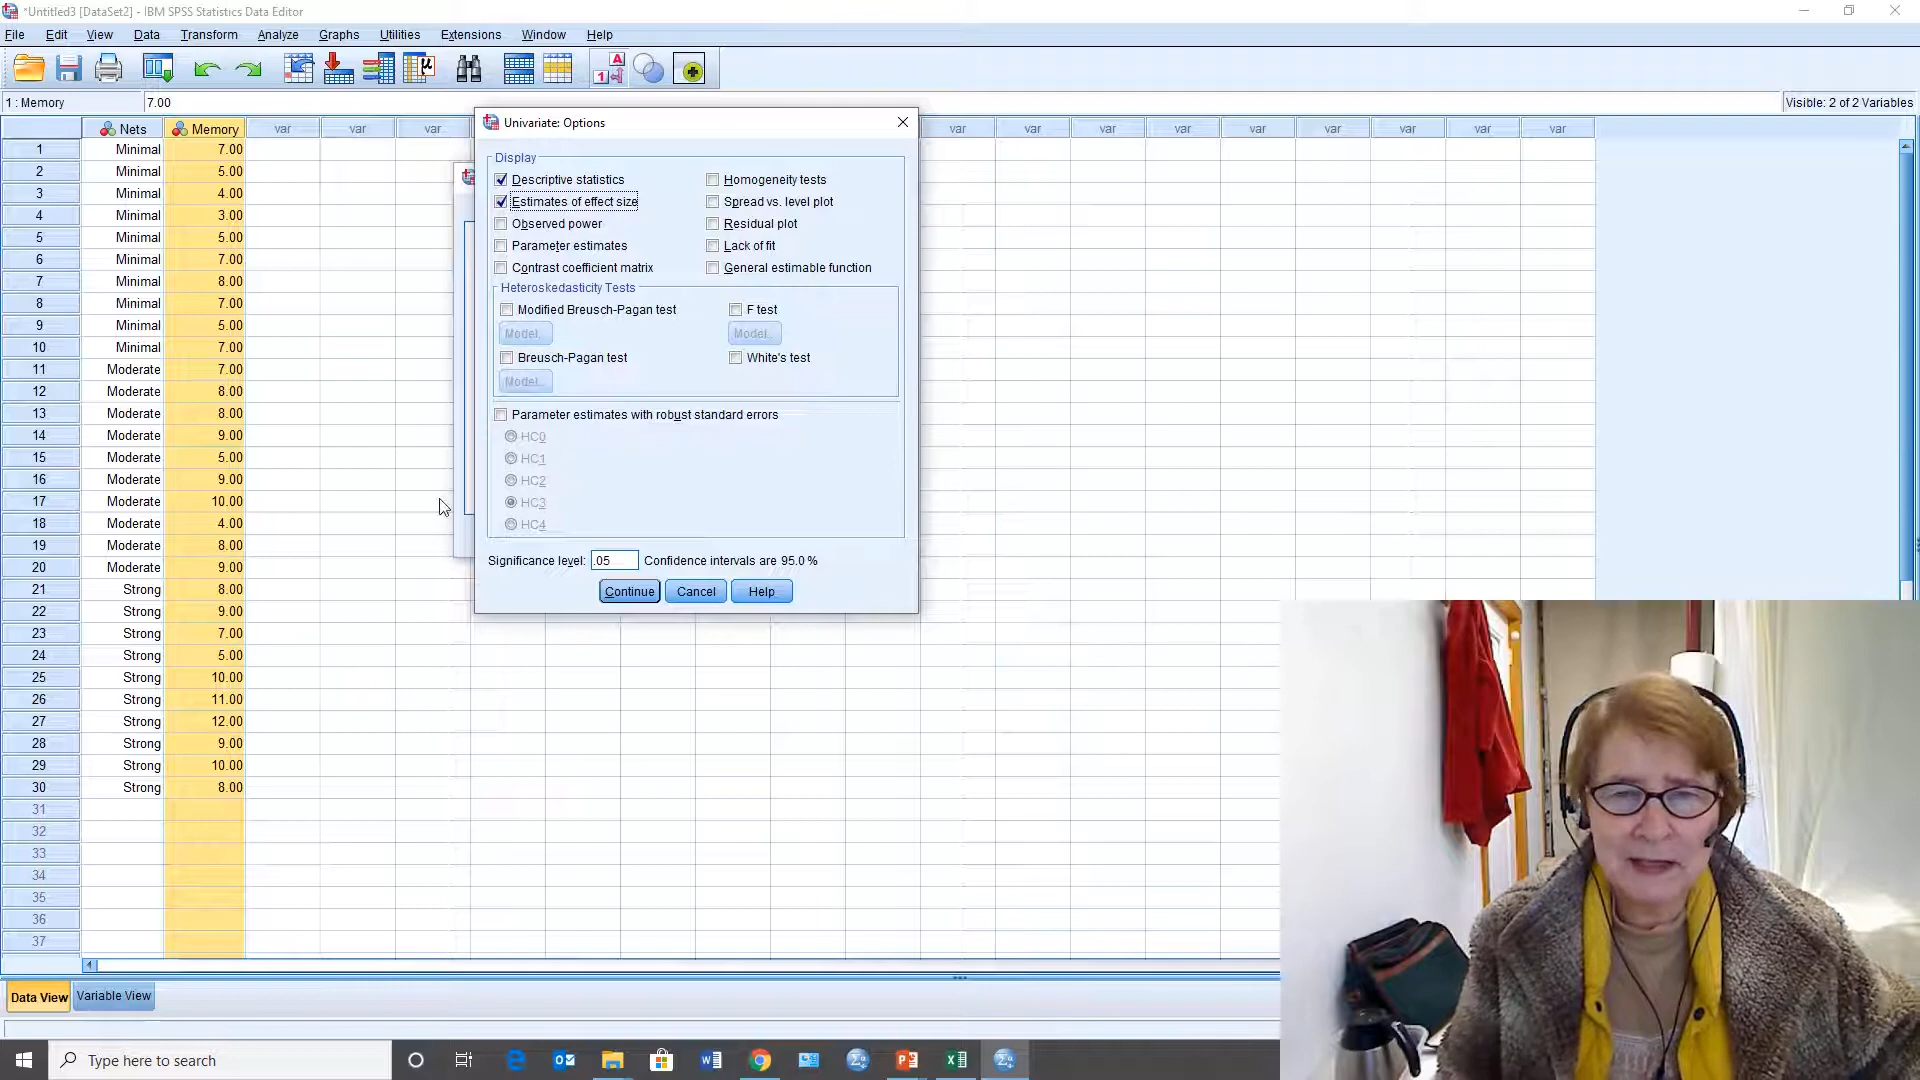 *Untitled3 [DataSet2] - IBM SPSS Statistics Data Editor
File Edit View Data Transform Analyze Graphs Utilities Extensions Window Help
1 : Memory 7.00 Visible: 2 of 2 Variables
Nets Memory var var var var var var var var var var var var
1 Minimal 7.00
2 Minimal 5.00
3 Minimal 4.00
4 Minimal 3.00
5 Minimal 5.00
6 Minimal 7.00
7 Minimal 8.00
8 Minimal 7.00
9 Minimal 5.00
10 Minimal 7.00
11 Moderate 7.00
12 Moderate 8.00
13 Moderate 8.00
14 Moderate 9.00
15 Moderate 5.00
16 Moderate 9.00
17 Moderate 10.00
18 Moderate 4.00
19 Moderate 8.00
20 Moderate 9.00
21 Strong 8.00
22 Strong 9.00
23 Strong 7.00
24 Strong 5.00
25 Strong 10.00
26 Strong 11.00
27 Strong 12.00
28 Strong 9.00
29 Strong 10.00
30 Strong 8.00
31
32
33
34
35
36
37
Univariate: Options
Display
Descriptive statistics Homogeneity tests
Estimates of effect size Spread vs. level plot
Observed power Residual plot
Parameter estimates Lack of fit
Contrast coefficient matrix General estimable function
Heteroskedasticity Tests
Modified Breusch-Pagan test F test
Model... Model...
Breusch-Pagan test White's test
Model...
Parameter estimates with robust standard errors
HC0
HC1
HC2
HC3
HC4
Significance level: .05 Confidence intervals are 95.0 %
Continue Cancel Help
Data View Variable View
Type here to search